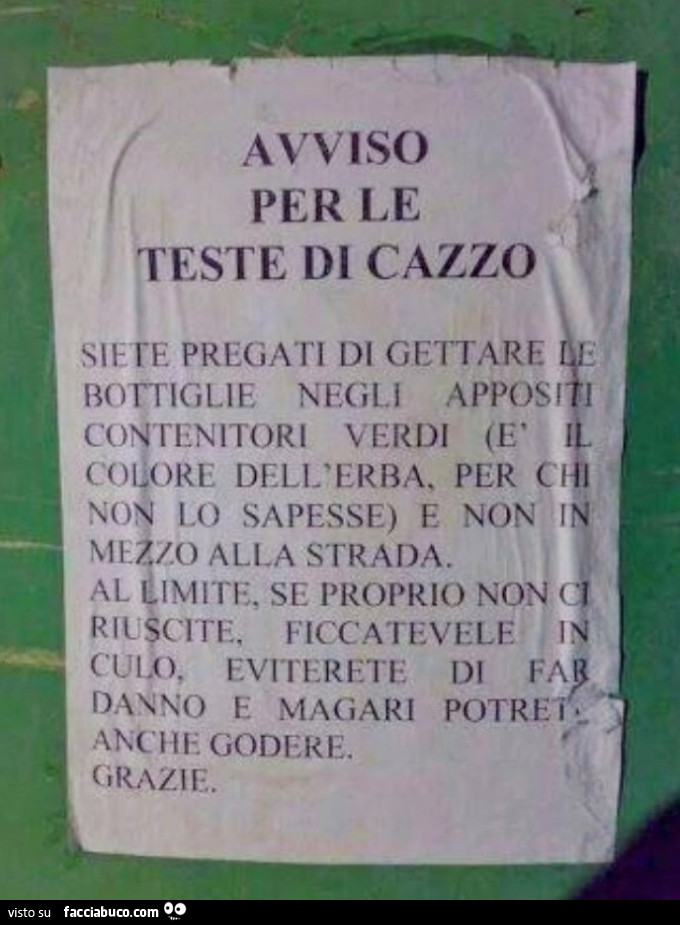 AVVISO
PER LE
TESTE DI CAZZO
SIETE PREGATI DI GETTARE LE
BOTTIGLIE NEGLI APPOSITI
CONTENITORI VERDI (E' IL
COLORE DELL'ERBA, PER CHI
NON LO SAPESSE) E NON IN
MEZZO ALLA STRADA.
AL LIMITE, SE PROPRIO NON CI
RIUSCITE, FICCATEVELE IN
CULO, EVITERETE DI FAR
DANNO E MAGARI POTRETE
ANCHE GODERE.
GRAZIE.
visto su facciabuco.com